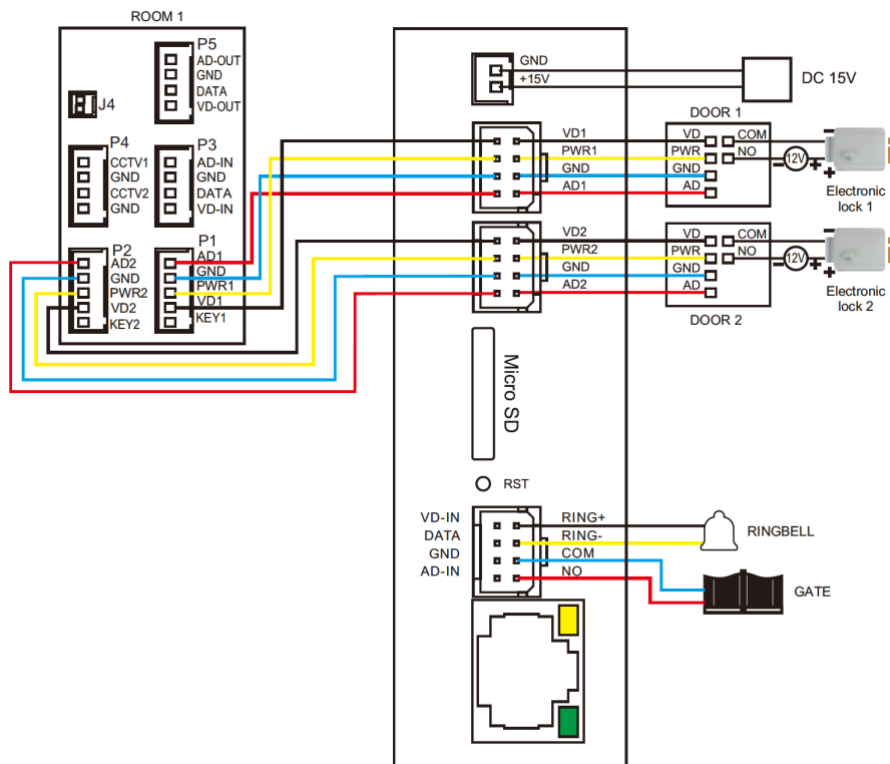 ROOM 1
P5
AD-OUT
GND
DATA
VD-OUT
J4
P4
CCTV1
GND
CCTV2
GND
P3
AD-IN
GND
DATA
VD-IN
P2
AD2
GND
PWR2
VD2
KEY2
P1
AD1
GND
PWR1
VD1
KEY1
GND
+15V
DC 15V
VD1
PWR1
GND
AD1
DOOR 1
VD
PWR
GND
AD
COM
NO
12V
Electronic
lock 1
VD2
PWR2
GND
AD2
VD
PWR
GND
AD
COM
NO
12V
DOOR 2
Electronic
lock 2
Micro SD
RST
VD-IN
DATA
GND
AD-IN
RING+
RING-
COM
NO
RINGBELL
GATE